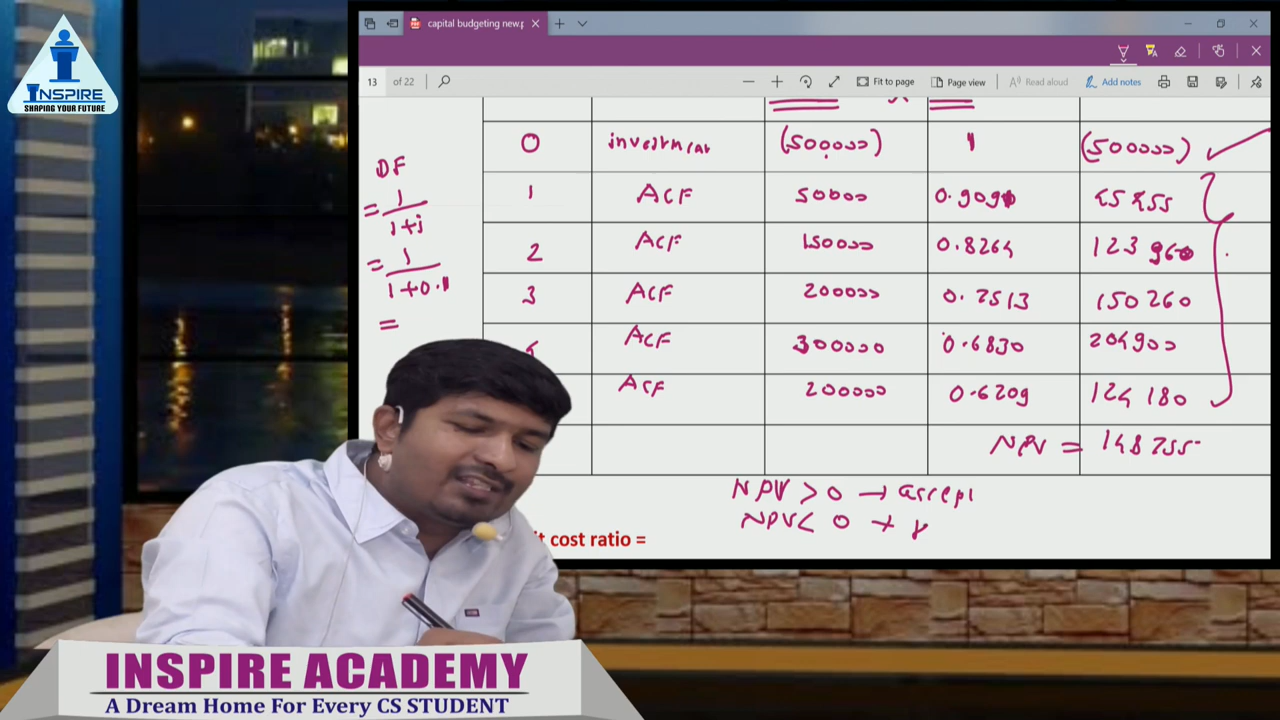 INSPIRE
SHAPING YOUR FUTURE
capital budgeting new.p
13 of 22 Fit to page Page view Read aloud Add notes
0 investment (500000) 1 (500000)
DF
1 ACF 50000 0.9091 45455
= 1
1+i
2 ACF 150000 0.8264 123960
= 1
1+0.1
3 ACF 200000 0.7513 150260
=
ACF 300000 0.6830 204900
ACF 200000 0.6209 124180
NPV = 148755
NPV > 0 → accept
NPV < 0 →
t cost ratio =
INSPIRE ACADEMY
A Dream Home For Every CS STUDENT